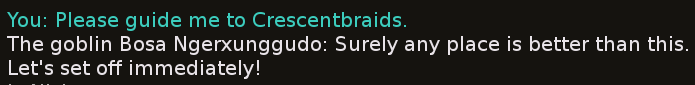 You: Please guide me to Crescentbraids.
The goblin Bosa Ngerxunggudo: Surely any place is better than this.
Let's set off immediately!